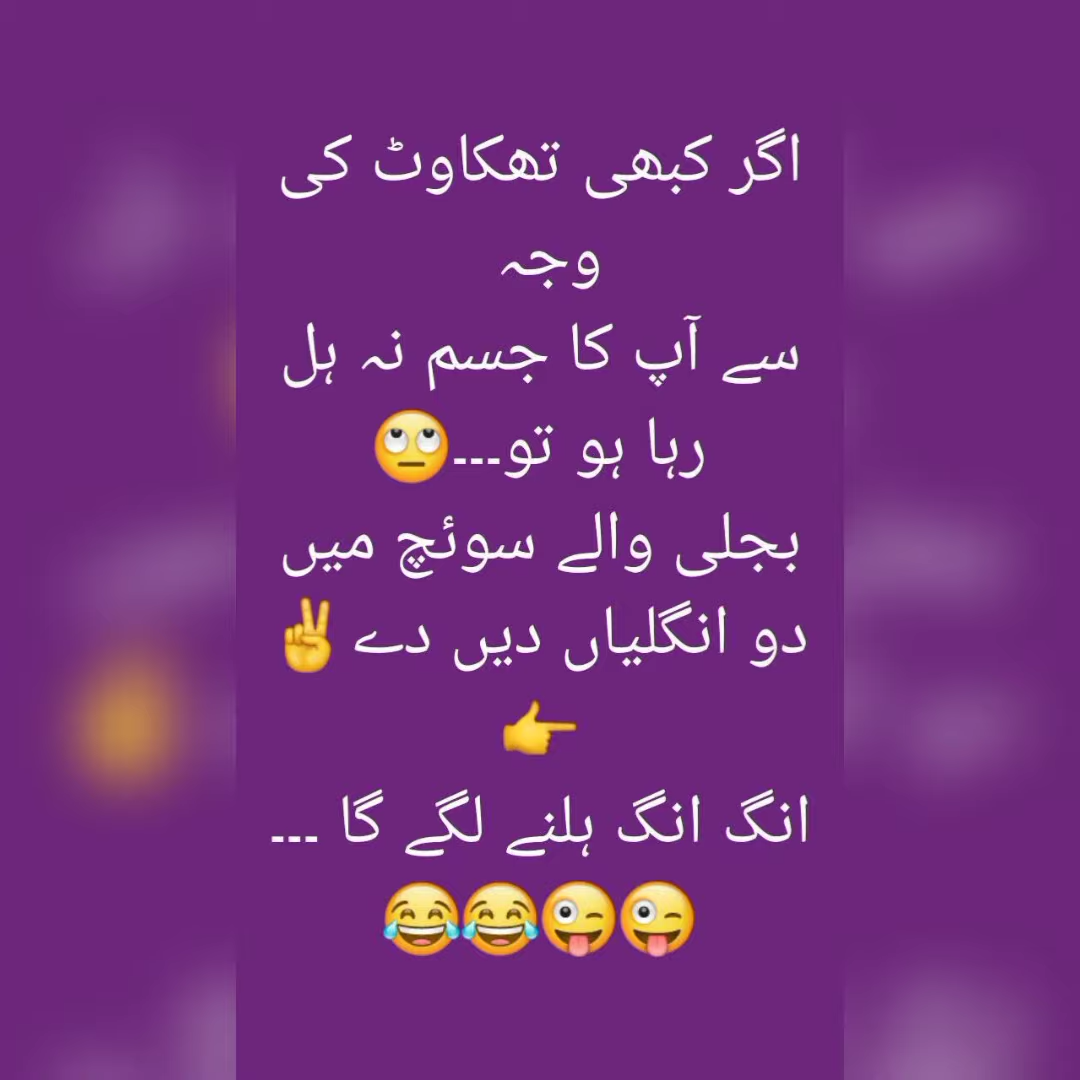 اگر کبھی تھکاوٹ کی
وجہ
سے آپ کا جسم نہ ہل
رہا ہو تو۔۔۔🙄
بجلی والے سوئچ میں
دو انگلیاں دیں دے ✌
👉
انگ انگ ہلنے لگے گا ۔۔۔
😂😂😜😜